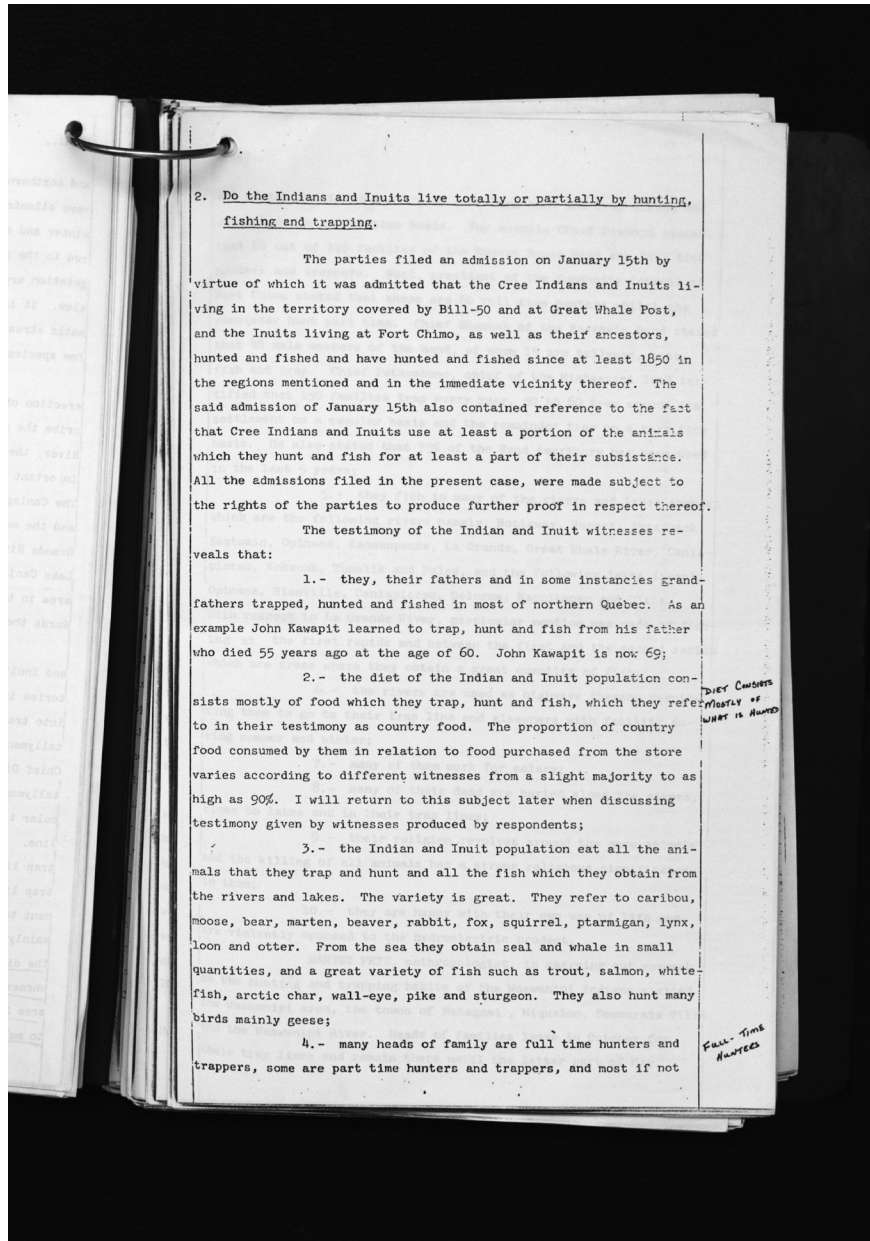 2. Do the Indians and Inuits live totally or partially by hunting,
fishing and trapping.
The parties filed an admission on January 15th by
virtue of which it was admitted that the Cree Indians and Inuits li-
ving in the territory covered by Bill-50 and at Great Whale Post,
and the Inuits living at Fort Chimo, as well as their ancestors,
hunted and fished and have hunted and fished since at least 1850 in
the regions mentioned and in the immediate vicinity thereof. The
said admission of January 15th also contained reference to the fact
that Cree Indians and Inuits use at least a portion of the animals
which they hunt and fish for at least a part of their subsistance.
All the admissions filed in the present case, were made subject to
the rights of the parties to produce further proof in respect thereof.
The testimony of the Indian and Inuit witnesses re-
veals that:
1.- they, their fathers and in some instancies grand-
fathers trapped, hunted and fished in most of northern Quebec. As an
example John Kawapit learned to trap, hunt and fish from his father
who died 55 years ago at the age of 60. John Kawapit is now 69;
2.- the diet of the Indian and Inuit population con-
sists mostly of food which they trap, hunt and fish, which they refer
to in their testimony as country food. The proportion of country
food consumed by them in relation to food purchased from the store
varies according to different witnesses from a slight majority to as
high as 90%. I will return to this subject later when discussing
testimony given by witnesses produced by respondents;
DIET CONSISTS
MOSTLY OF
WHAT IS HUNTED
3.- the Indian and Inuit population eat all the ani-
mals that they trap and hunt and all the fish which they obtain from
the rivers and lakes. The variety is great. They refer to caribou,
moose, bear, marten, beaver, rabbit, fox, squirrel, ptarmigan, lynx,
loon and otter. From the sea they obtain seal and whale in small
quantities, and a great variety of fish such as trout, salmon, white-
fish, arctic char, wall-eye, pike and sturgeon. They also hunt many
birds mainly geese;
4.- many heads of family are full time hunters and
trappers, some are part time hunters and trappers, and most if not
FULL-TIME
HUNTERS